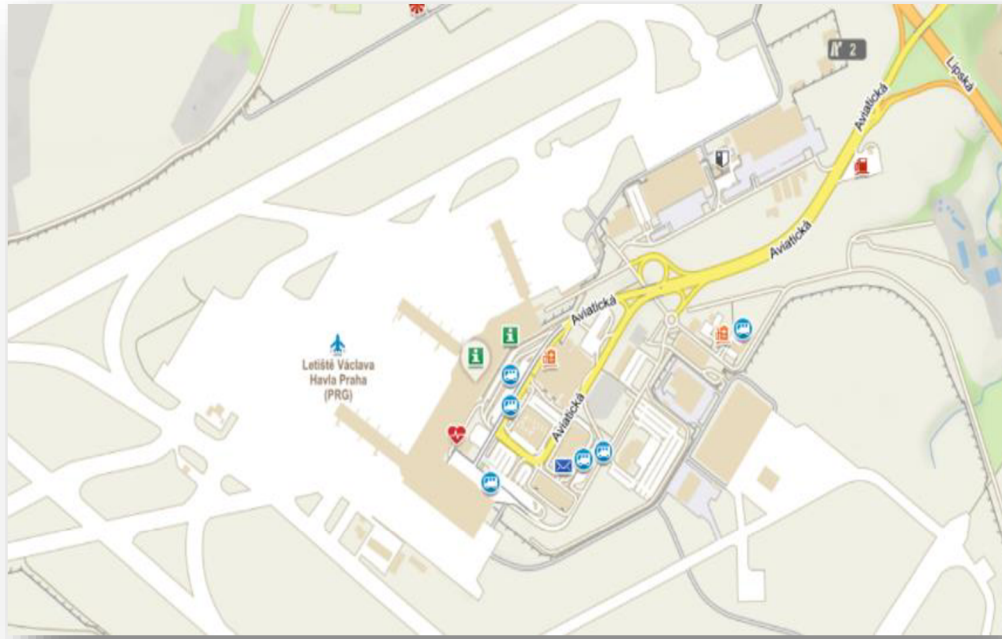 2
Lipská
Aviatická
Aviatická
Aviatická
Letiště Václava
Havla Praha
(PRG)
Aviatická